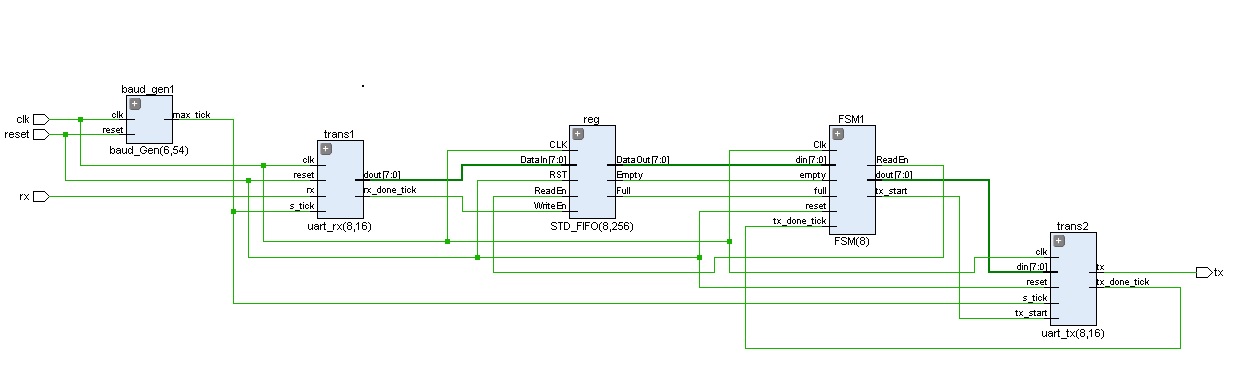 clk
reset
rx
baud_gen1
clk
reset
max_tick
baud_Gen(6,54)
trans1
clk
reset
rx
s_tick
dout[7:0]
rx_done_tick
uart_rx(8,16)
reg
CLK
DataIn[7:0]
RST
ReadEn
WriteEn
DataOut[7:0]
Empty
Full
STD_FIFO(8,256)
FSM1
Clk
din[7:0]
empty
full
reset
tx_done_tick
ReadEn
dout[7:0]
tx_start
FSM(8)
trans2
clk
din[7:0]
reset
s_tick
tx_start
tx
tx_done_tick
uart_tx(8,16)
tx